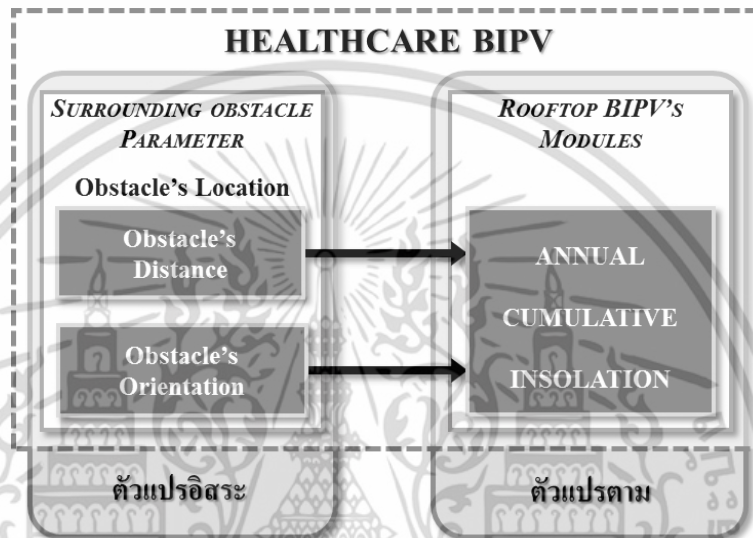 HEALTHCARE BIPV
SURROUNDING OBSTACLE
PARAMETER
Obstacle's Location
Obstacle's
Distance
Obstacle's
Orientation
ตัวแปรอิสระ
ROOFTOP BIPV'S
MODULES
ANNUAL
CUMULATIVE
INSOLATION
ตัวแปรตาม